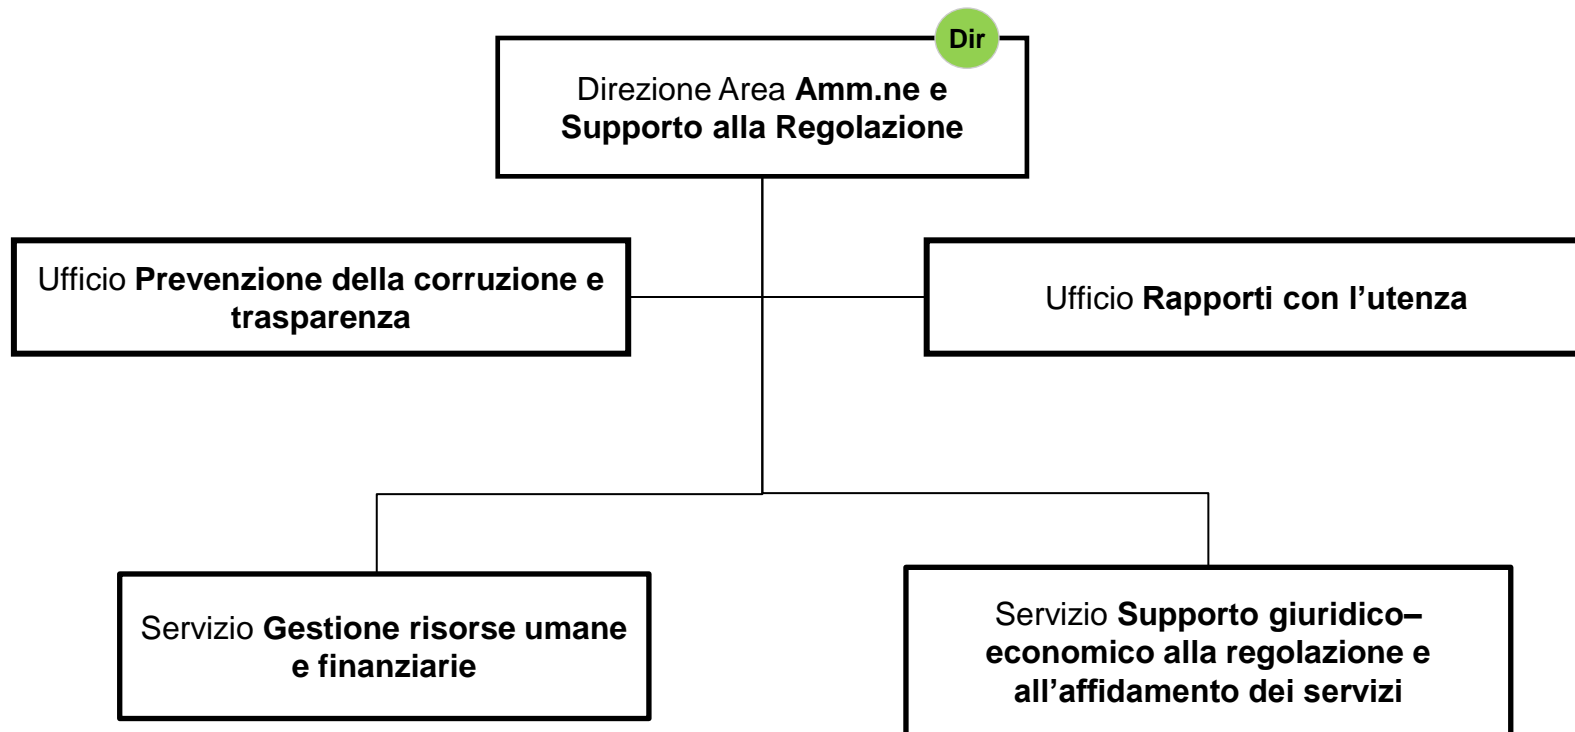 Dir
Direzione Area Amm.ne e
Supporto alla Regolazione
Ufficio Prevenzione della corruzione e
trasparenza
Ufficio Rapporti con l’utenza
Servizio Gestione risorse umane
e finanziarie
Servizio Supporto giuridico–
economico alla regolazione e
all’affidamento dei servizi